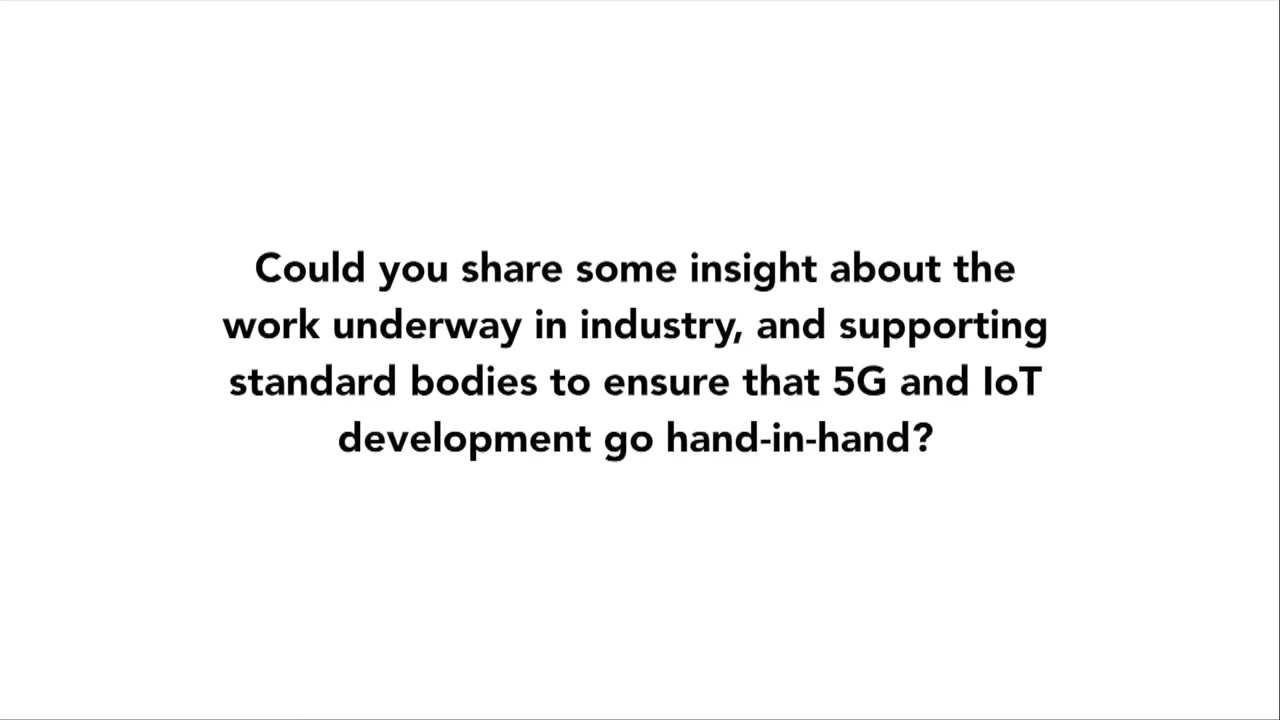 Could you share some insight about the
work underway in industry, and supporting
standard bodies to ensure that 5G and IoT
development go hand-in-hand?